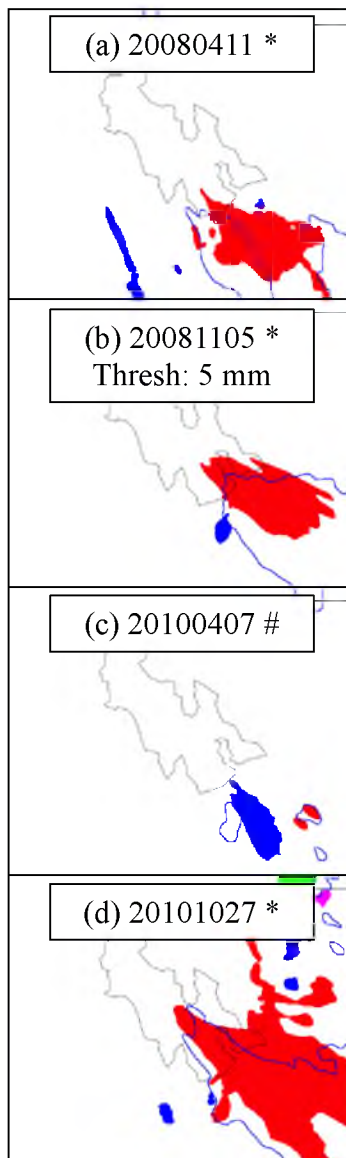 (a) 20080411 *
(b) 20081105 *
Thresh: 5 mm
(c) 20100407 #
(d) 20101027 *